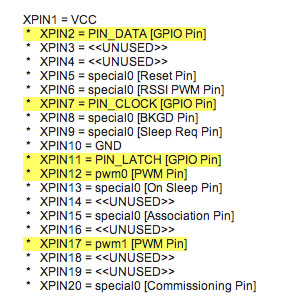 XPIN1 = VCC
* XPIN2 = PIN_DATA [GPIO Pin]
* XPIN3 = <<UNUSED>>
* XPIN4 = <<UNUSED>>
* XPIN5 = special0 [Reset Pin]
* XPIN6 = special0 [RSSI PWM Pin]
* XPIN7 = PIN_CLOCK [GPIO Pin]
* XPIN8 = special0 [BKGD Pin]
* XPIN9 = special0 [Sleep Req Pin]
* XPIN10 = GND
* XPIN11 = PIN_LATCH [GPIO Pin]
* XPIN12 = pwm0 [PWM Pin]
* XPIN13 = special0 [On Sleep Pin]
* XPIN14 = <<UNUSED>>
* XPIN15 = special0 [Association Pin]
* XPIN16 = <<UNUSED>>
* XPIN17 = pwm1 [PWM Pin]
* XPIN18 = <<UNUSED>>
* XPIN19 = <<UNUSED>>
* XPIN20 = special0 [Commissioning Pin]